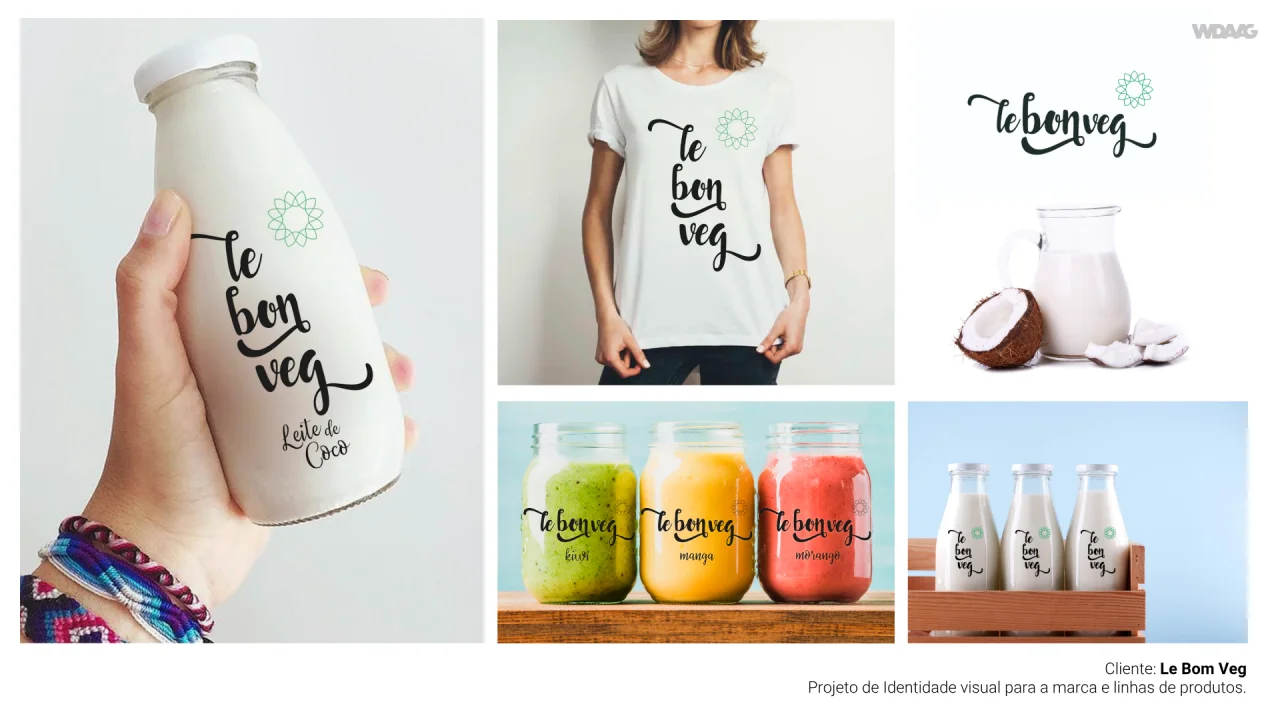 WDAAG
le
bon
veg
Leite de
Coco
le
bon
veg
le bon veg
le bon veg
kiwi
le bon veg
manga
le bon veg
morango
le
bon
veg
le
bon
veg
le
bon
veg
Cliente: Le Bom Veg
Projeto de Identidade visual para a marca e linhas de produtos.